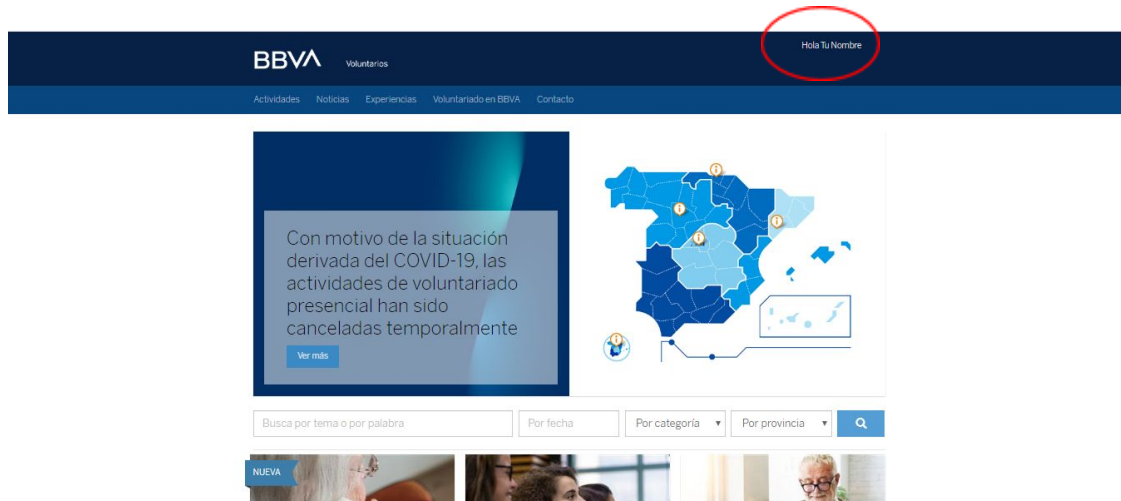 Hola Tu Nombre
BBVA Voluntarios
Actividades Noticias Experiencias Voluntariado en BBVA Contacto
Con motivo de la situación
derivada del COVID-19, las
actividades de voluntariado
presencial han sido
canceladas temporalmente
Ver más
Busca por tema o por palabra Por fecha Por categoría Por provincia
NUEVA